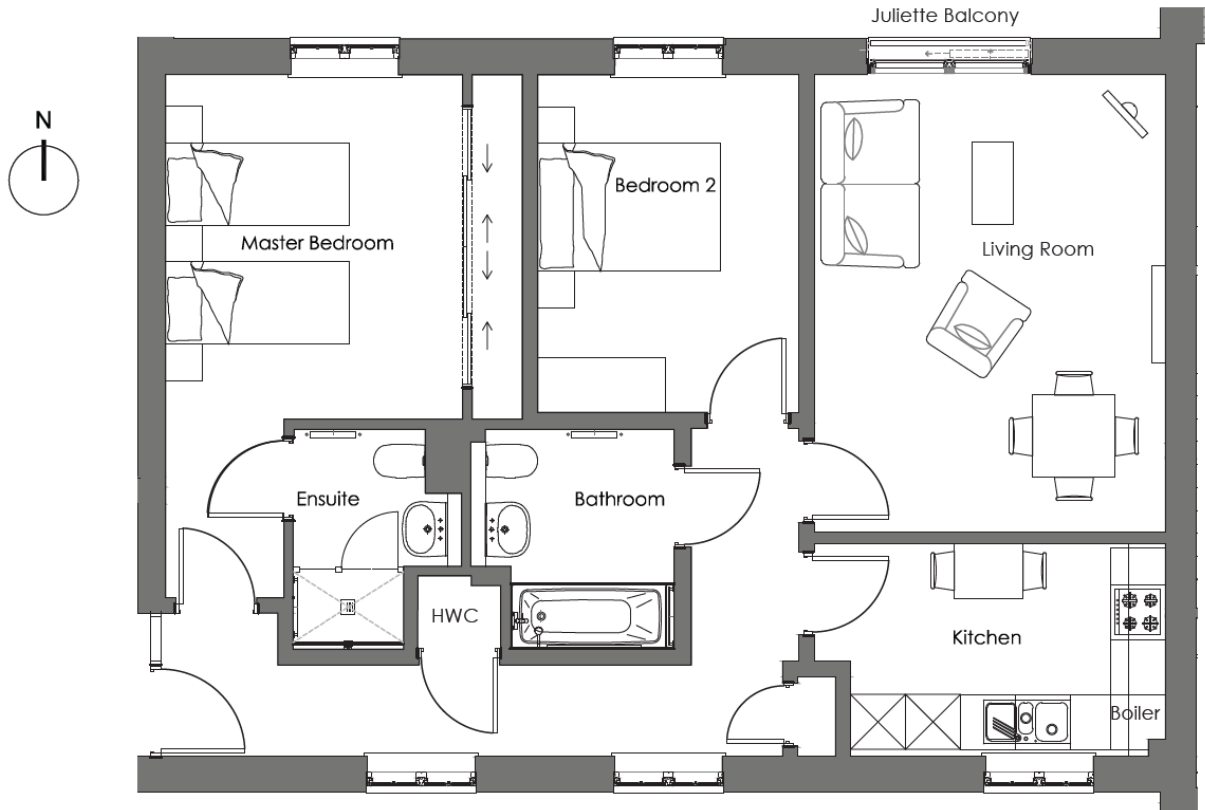 Juliette Balcony
N
Bedroom 2
Master Bedroom
Living Room
Ensuite
Bathroom
HWC
Kitchen
Boiler